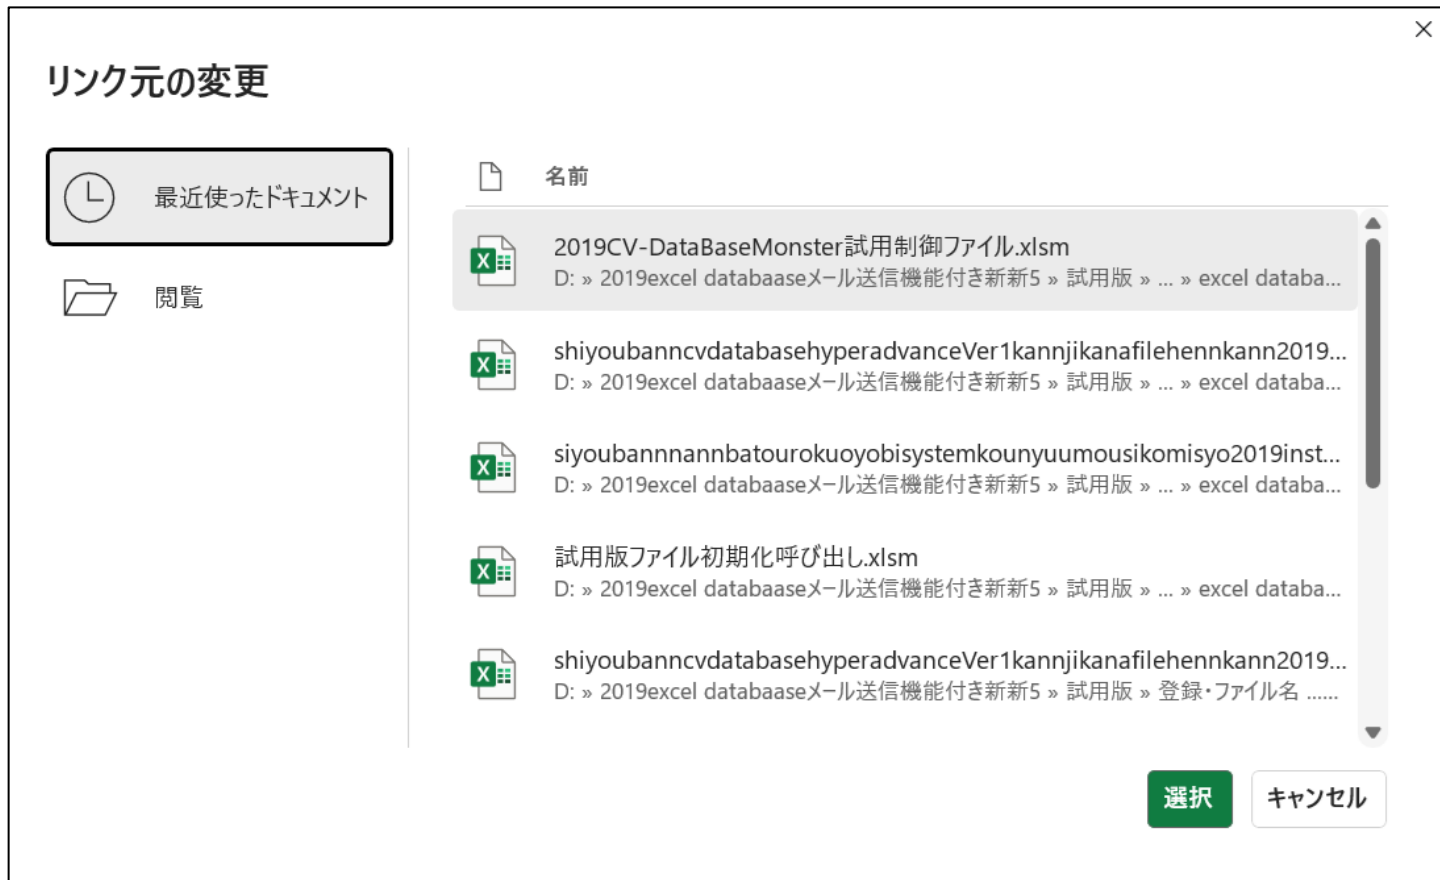 リンク元の変更
最近使ったドキュメント
閲覧
名前
2019CV-DataBaseMonster試用制御ファイル.xlsm
D: » 2019excel databaaseメール送信機能付き新新5 » 試用版 » ... » excel databa...
shiyoubanncvdatabasehyperadvanceVer1kannjikanafilehennkann2019...
D: » 2019excel databaaseメール送信機能付き新新5 » 試用版 » ... » excel databa...
siyoubannnannbatourokuoyobisystemkounyuumousikomisyo2019inst...
D: » 2019excel databaaseメール送信機能付き新新5 » 試用版 » ... » excel databa...
試用版ファイル初期化呼び出し.xlsm
D: » 2019excel databaaseメール送信機能付き新新5 » 試用版 » ... » excel databa...
shiyoubanncvdatabasehyperadvanceVer1kannjikanafilehennkann2019...
D: » 2019excel databaaseメール送信機能付き新新5 » 試用版 » 登録・ファイル名 ......
選択
キャンセル